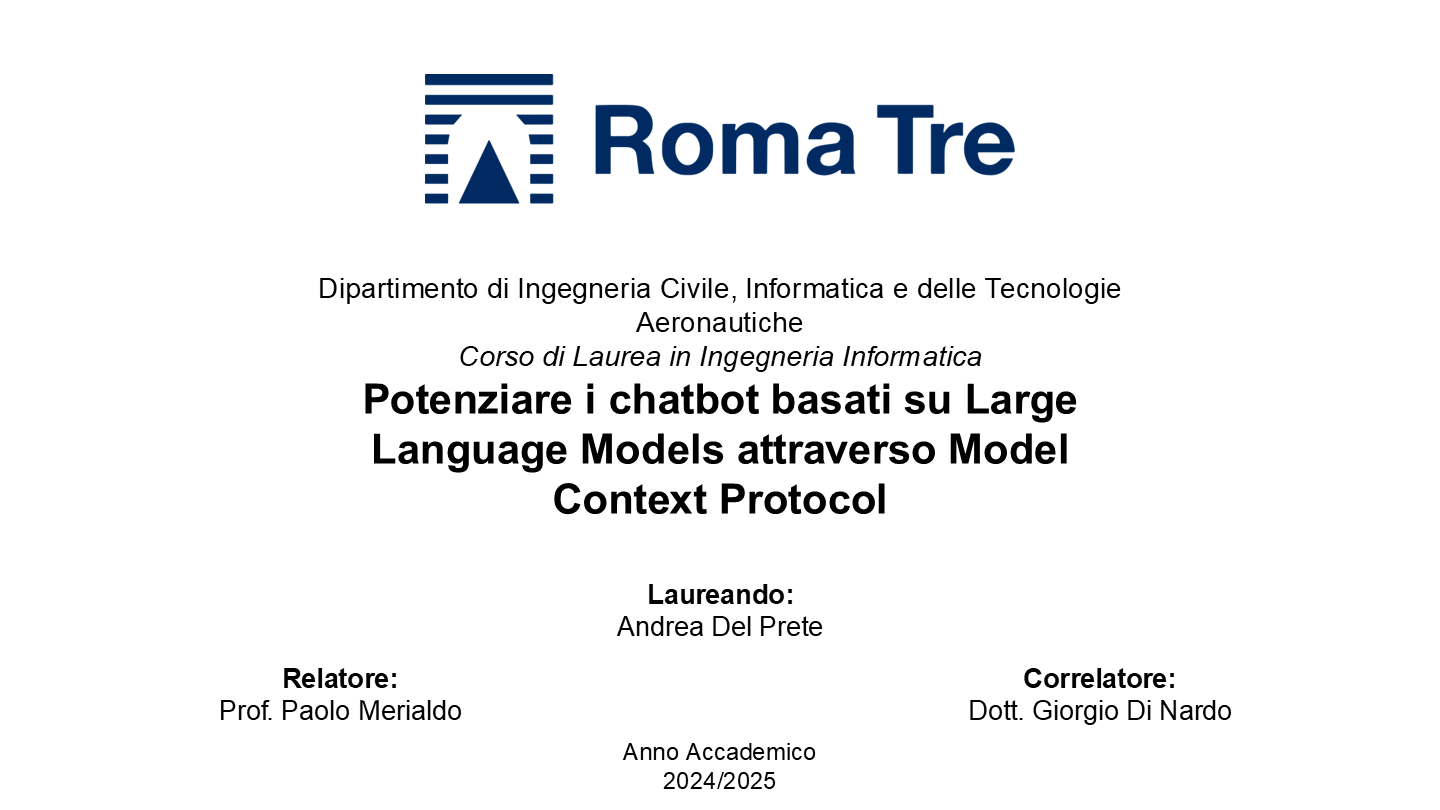 Roma Tre
Dipartimento di Ingegneria Civile, Informatica e delle Tecnologie
Aeronautiche
Corso di Laurea in Ingegneria Informatica
Potenziare i chatbot basati su Large
Language Models attraverso Model
Context Protocol
Laureando:
Andrea Del Prete
Relatore:
Prof. Paolo Merialdo
Correlatore:
Dott. Giorgio Di Nardo
Anno Accademico
2024/2025